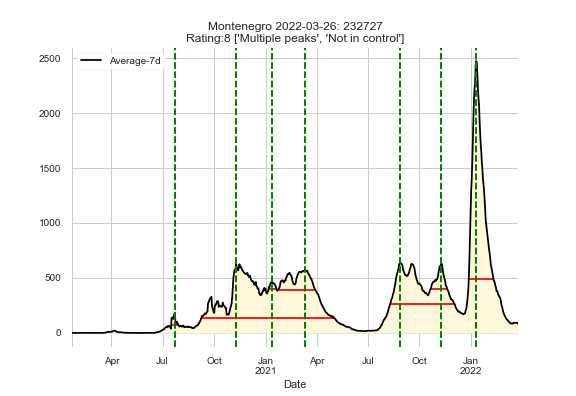 Montenegro 2022-03-26: 232727
Rating:8 ['Multiple peaks', 'Not in control']
Average-7d
2500
2000
1500
1000
500
0
Apr Jul Oct Jan Apr Jul Oct Jan
2021 2022
Date